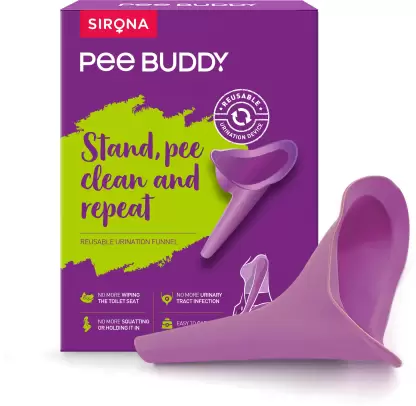 SIRONA
Pee BUDDY
REUSABLE
URINATION DEVICE
Stand, pee
clean and
repeat
REUSABLE URINATION FUNNEL
NO MORE WIPING
THE TOILET SEAT
NO MORE URINARY
TRACT INFECTION
NO MORE SQUATTING
OR HOLDING IT IN
EASY TO